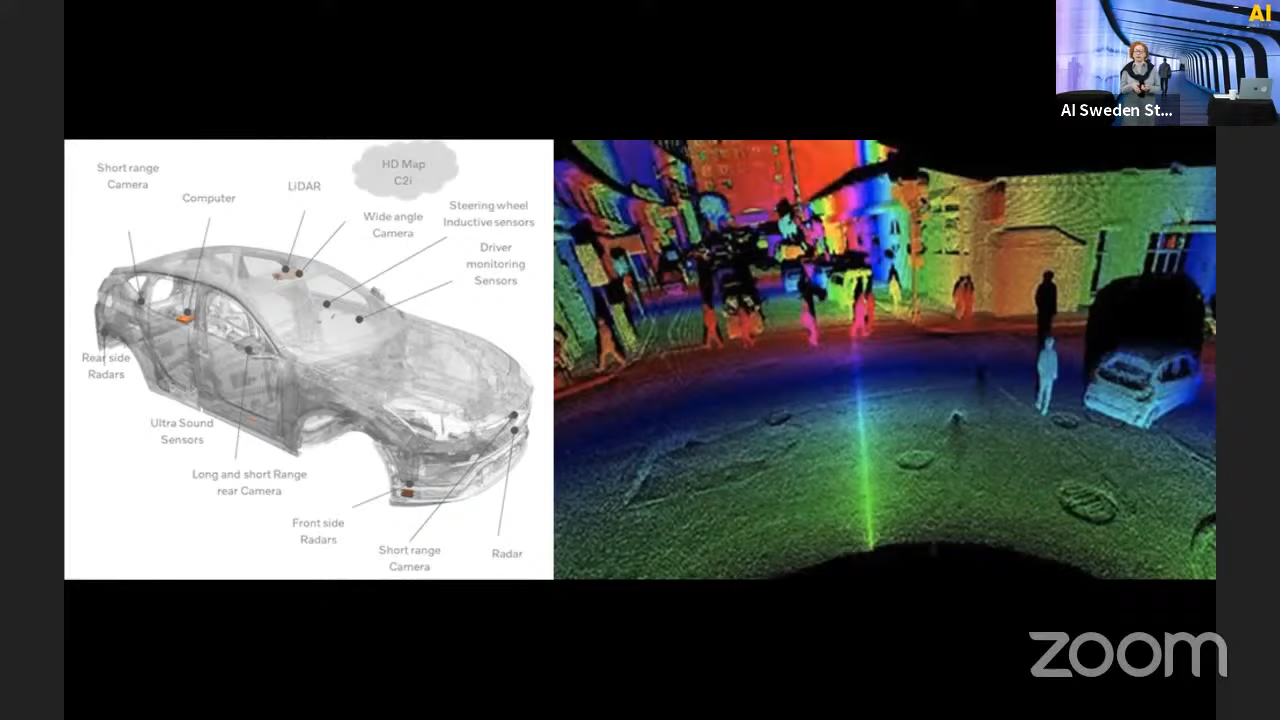 AI
AI Sweden St...
Short range
Camera
Computer
LiDAR
HD Map
C2i
Wide angle
Camera
Steering wheel
Inductive sensors
Driver
monitoring
Sensors
Rear side
Radars
Ultra Sound
Sensors
Long and short Range
rear Camera
Front side
Radars
Short range
Camera
Radar
zoom